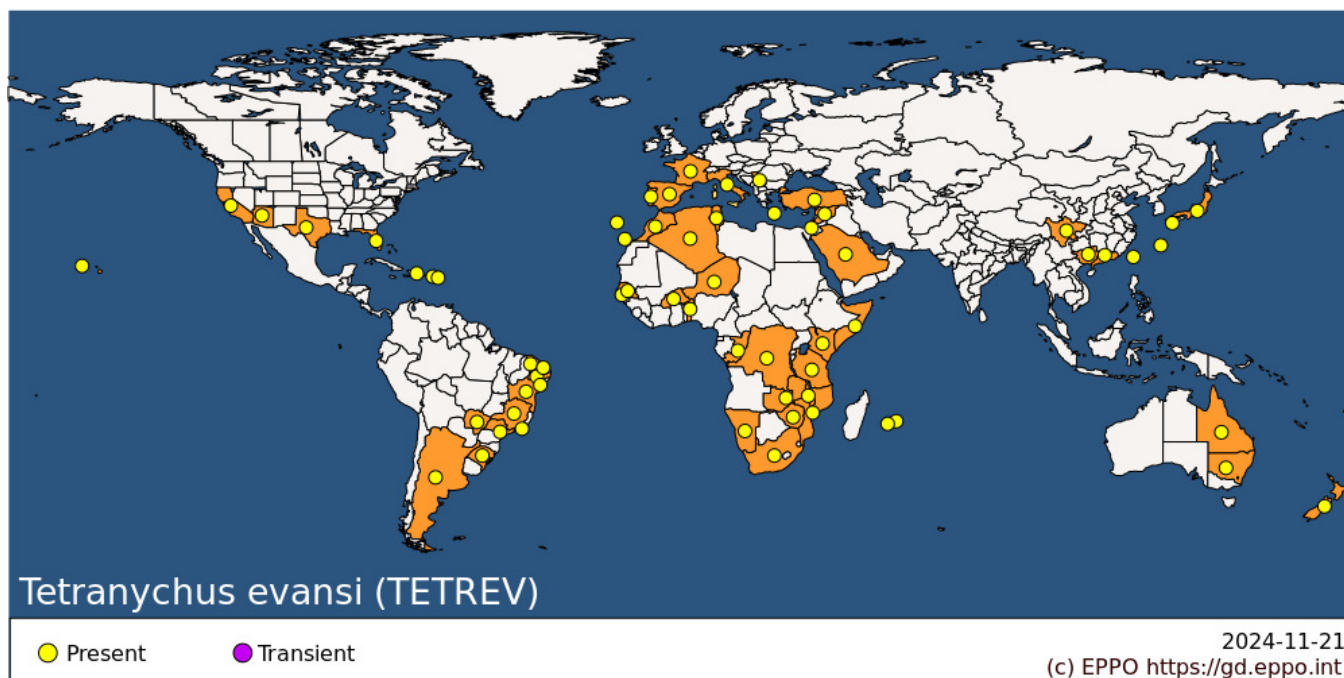 Tetranychus evansi (TETREV)
Present
Transient
2024-11-21
(c) EPPO https://gd.eppo.int